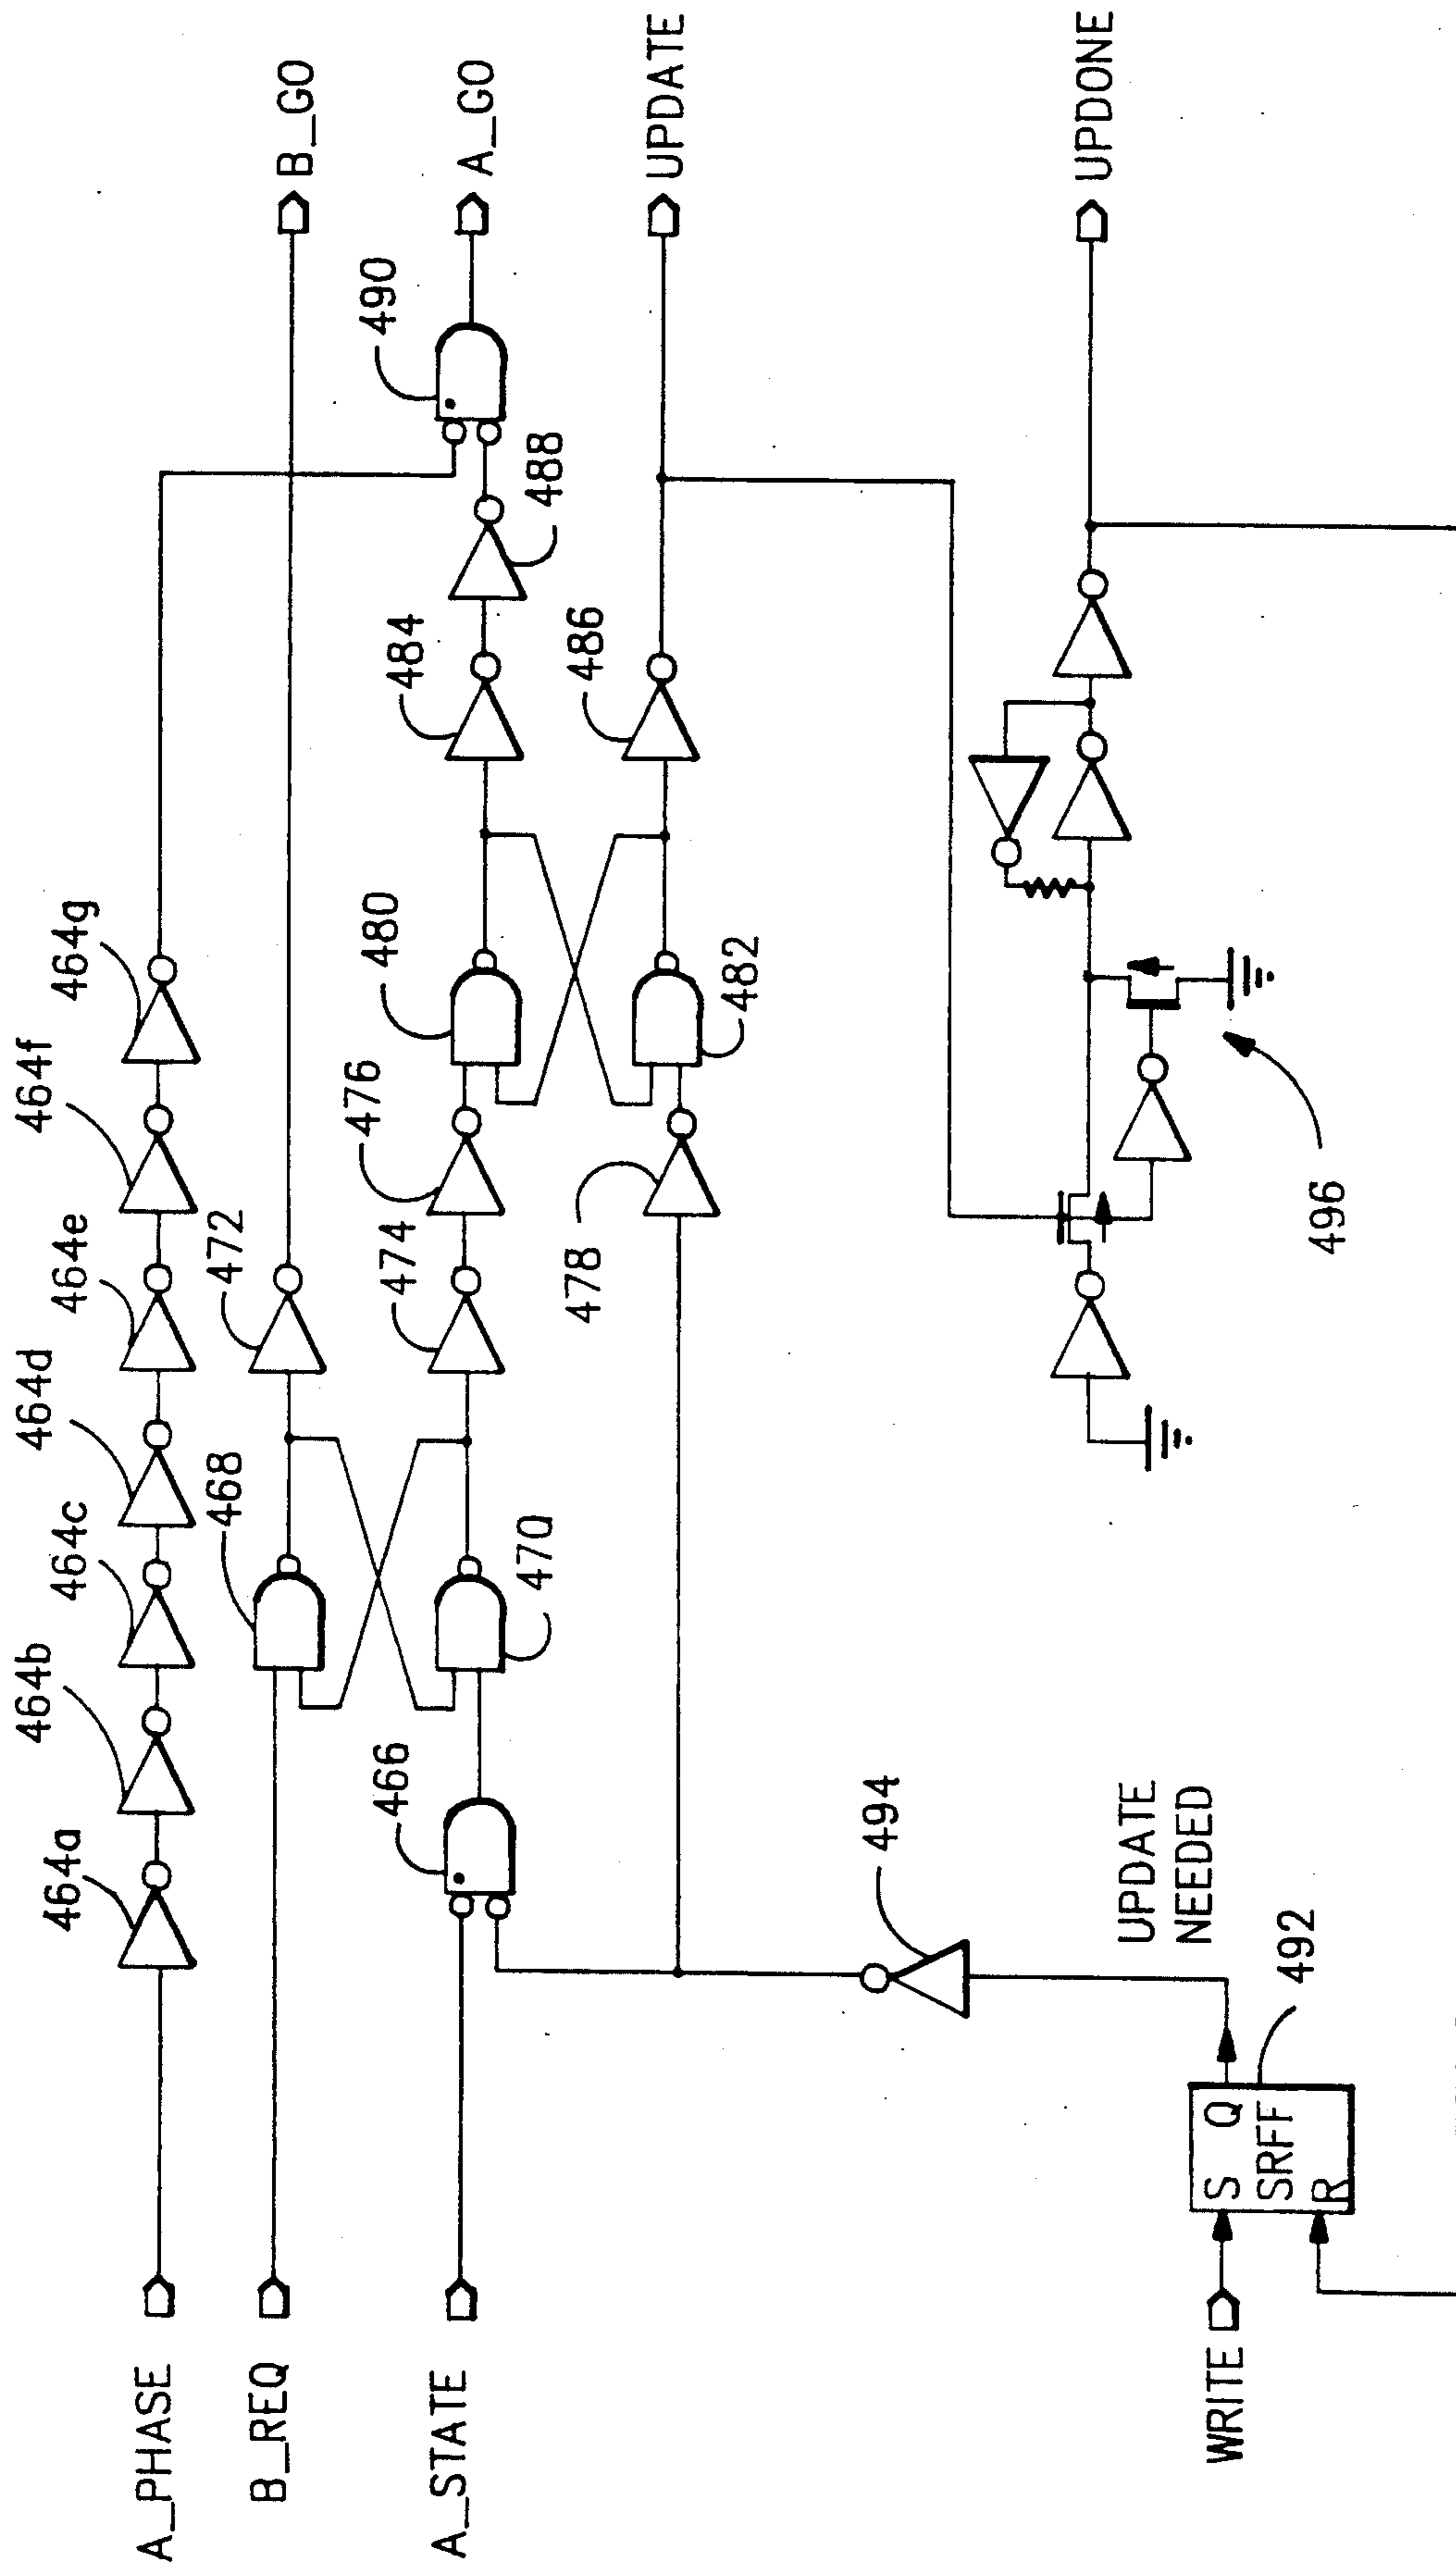 A_PHASE
464a
464b
464c
464d
464e
464f
464g
B_REQ
468
472
B_GO
A_STATE
466
470
474
476
480
484
488
490
A_GO
478
482
486
UPDATE
494
UPDATE
NEEDED
WRITE
S Q
SRFF
R
492
496
UPDONE